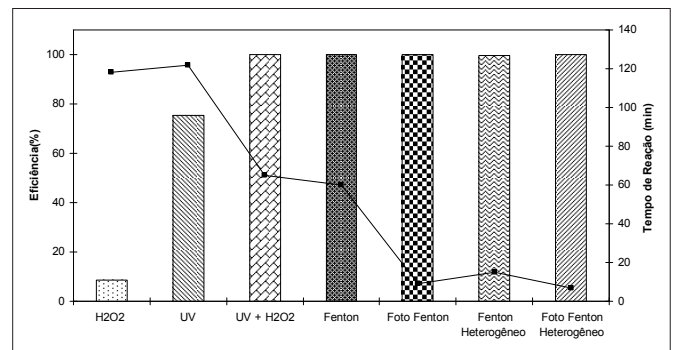 Eficiência(%)
100
80
60
40
20
0
140
120
100
80
60
40
20
0
Tempo de Reação (min)
H2O2
UV
UV + H2O2
Fenton
Foto Fenton
Fenton
Heterogêneo
Foto Fenton
Heterogêneo